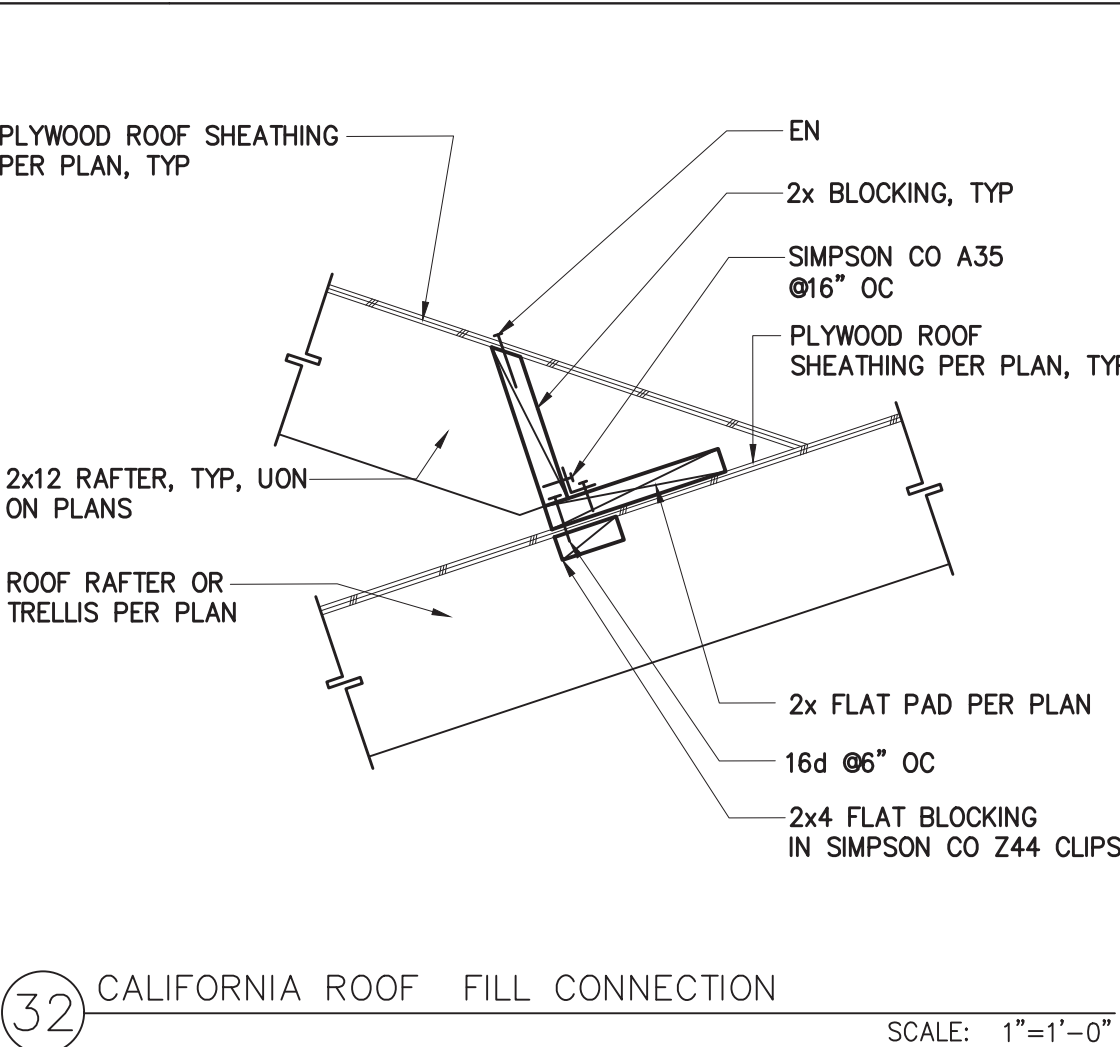 PLYWOOD ROOF SHEATHING
PER PLAN, TYP
EN
2x BLOCKING, TYP
SIMPSON CO A35
@16” OC
PLYWOOD ROOF
SHEATHING PER PLAN, TYP
2x12 RAFTER, TYP, UON
ON PLANS
ROOF RAFTER OR
TRELLIS PER PLAN
2x FLAT PAD PER PLAN
16d @6” OC
2x4 FLAT BLOCKING
IN SIMPSON CO Z44 CLIPS
32 CALIFORNIA ROOF FILL CONNECTION
SCALE: 1”=1’-0”